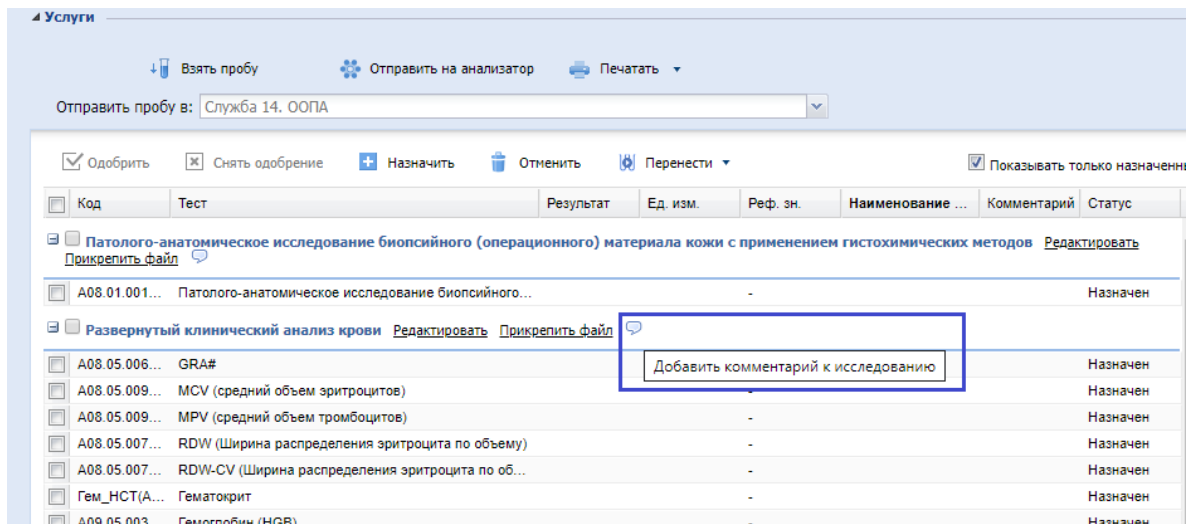 Услуги
Взять пробу Отправить на анализатор Печатать
Отправить пробу в: Служба 14. ООПА
Одобрить Снять одобрение Назначить Отменить Перенести Показывать только назначенн
Код Тест Результат Ед. изм. Реф. зн. Наименование ... Комментарий Статус
Патолого-анатомическое исследование биопсийного (операционного) материала кожи с применением гистохимических методов Редактировать
Прикрепить файл
A08.01.001... Патолого-анатомическое исследование биопсийного... - Назначен
Развернутый клинический анализ крови Редактировать Прикрепить файл
A08.05.006... GRA# Назначен
Добавить комментарий к исследованию
A08.05.009... MCV (средний объем эритроцитов) - Назначен
A08.05.009... MPV (средний объем тромбоцитов) - Назначен
A08.05.007... RDW (Ширина распределения эритроцита по объему) - Назначен
A08.05.007... RDW-CV (Ширина распределения эритроцита по об... - Назначен
Гем_HCT(A... Гематокрит - Назначен
A09.05.003 Гемоглобин (HGB) - Назначен